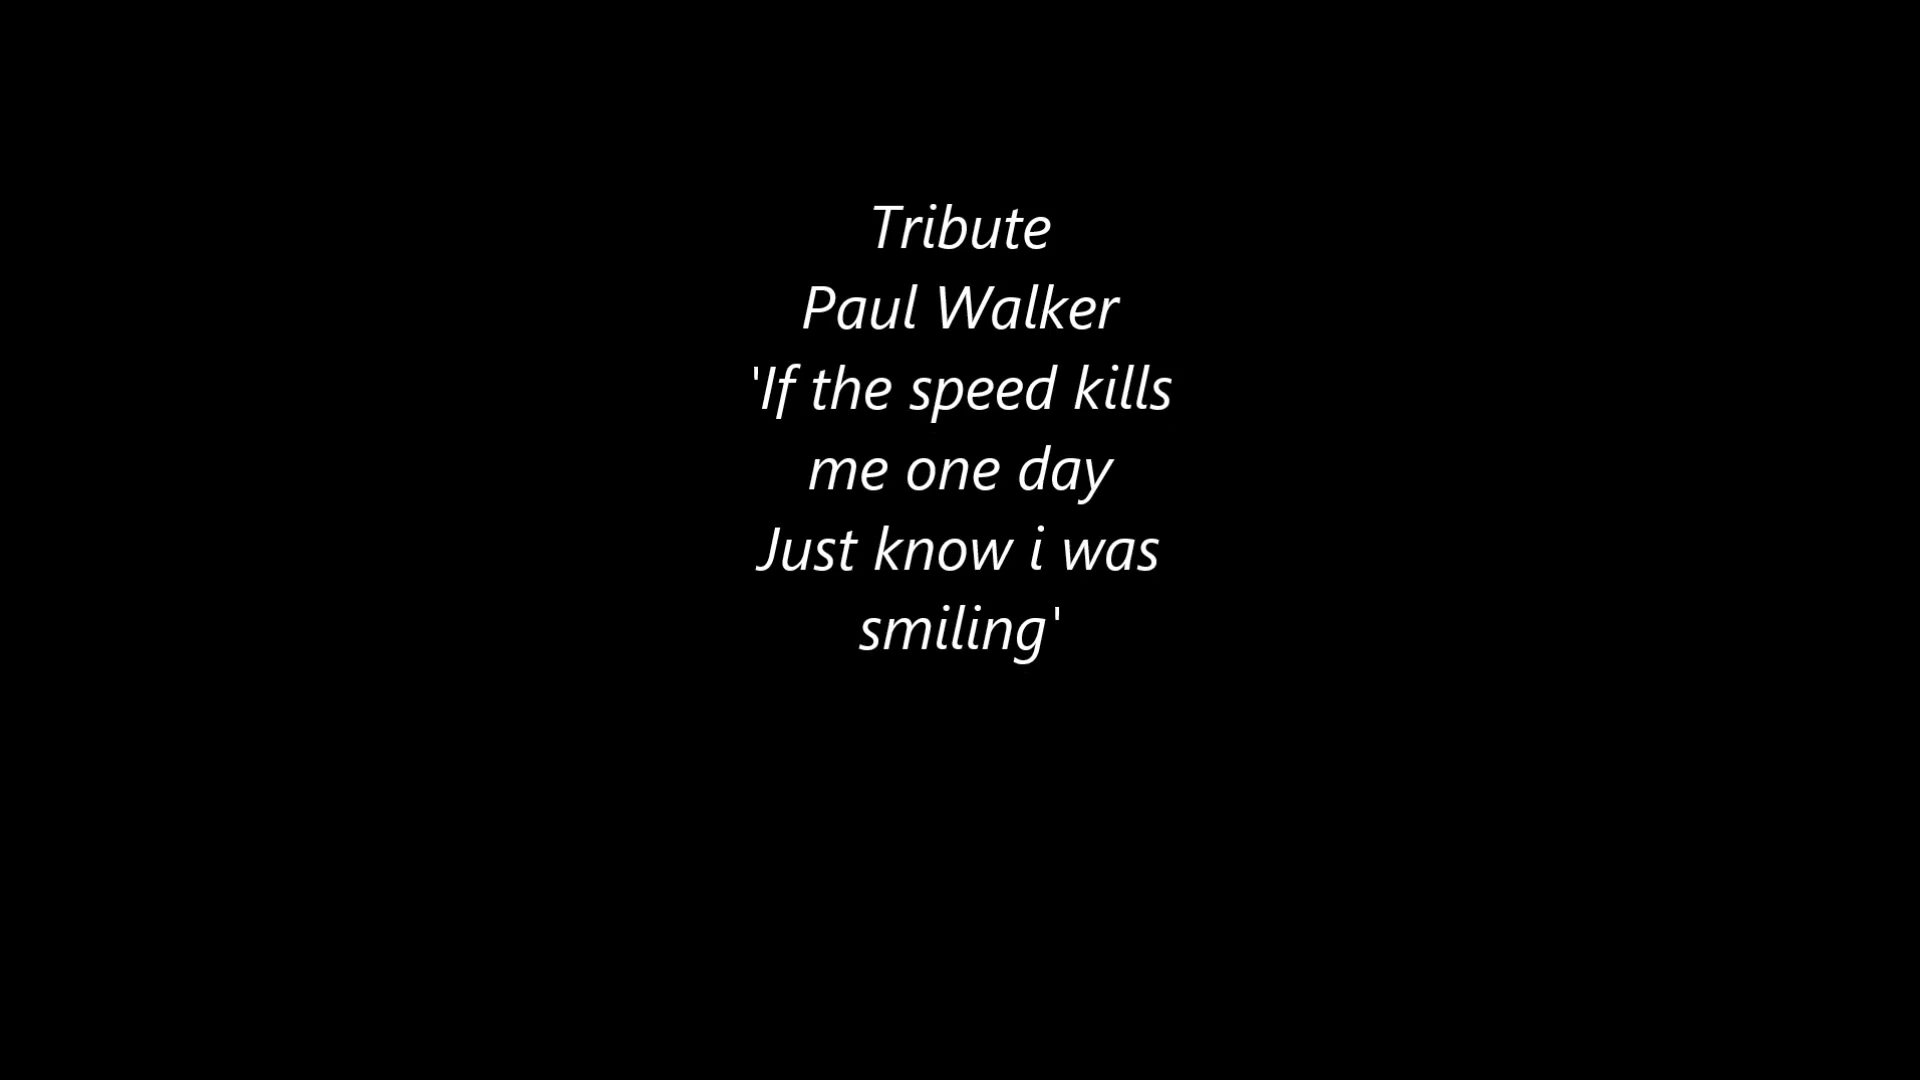 Tribute
Paul Walker
'If the speed kills
me one day
Just know i was
smiling'